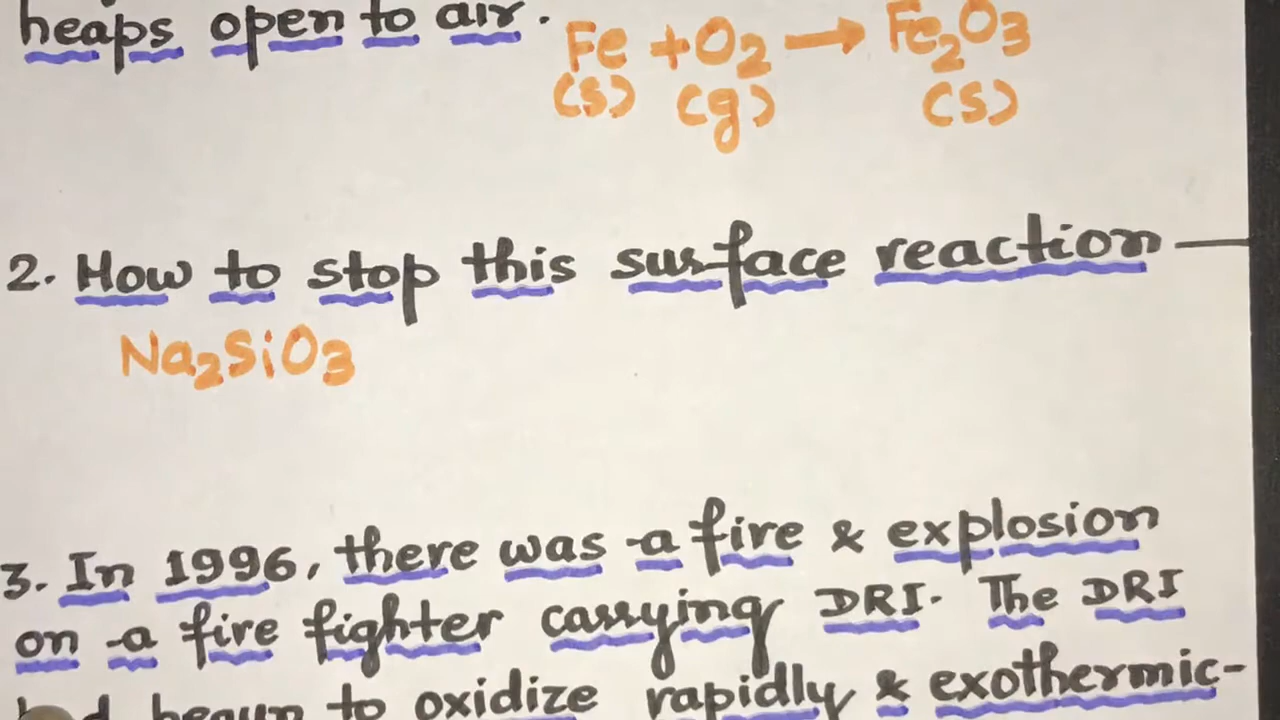 heaps open to air.
Fe + O2 → Fe2O3
(s) (g) (s)
2. How to stop this surface reaction —
Na2SiO3
3. In 1996, there was a fire & explosion
on a fire fighter carrying DRI. The DRI
begun to oxidize rapidly & exothermic-